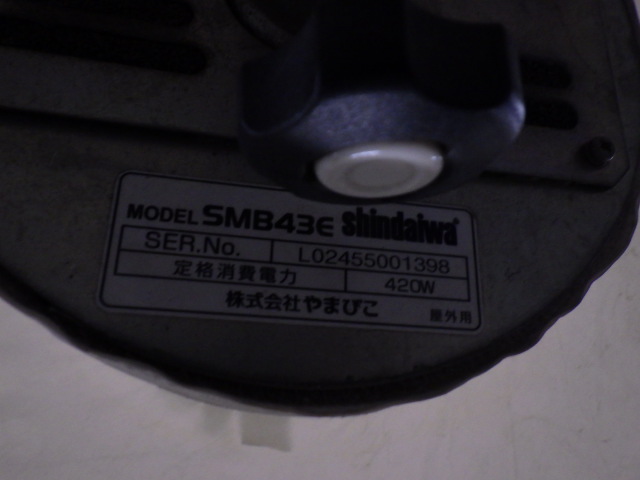 MODEL SMB43E shindaiwa
SER.No. L02455001398
定格消費電力 420W
株式会社やまびこ 屋外用